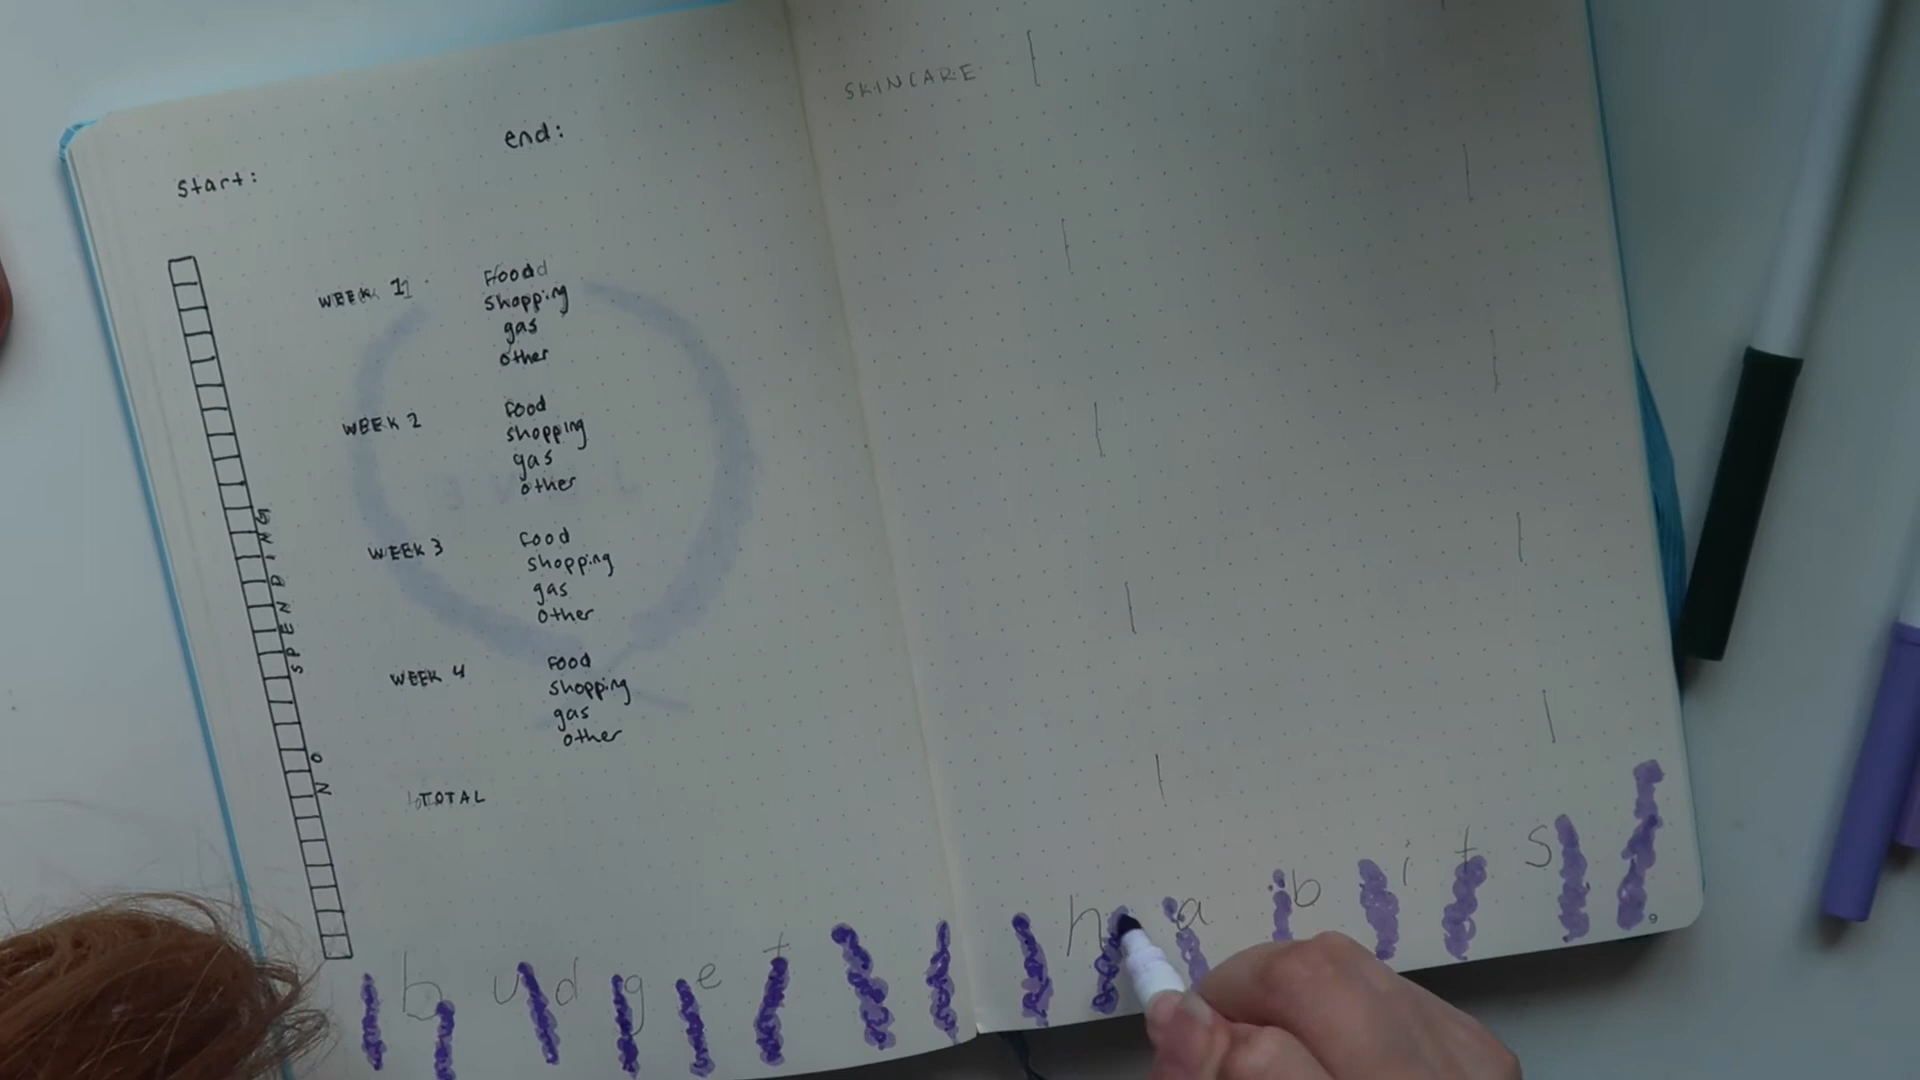 start:
end:
NO SPENDING
WEEK 1
food
shopping
gas
other
WEEK 2
food
shopping
gas
other
WEEK 3
food
shopping
gas
other
WEEK 4
food
shopping
gas
other
TOTAL
budget
SKINCARE
habits
9